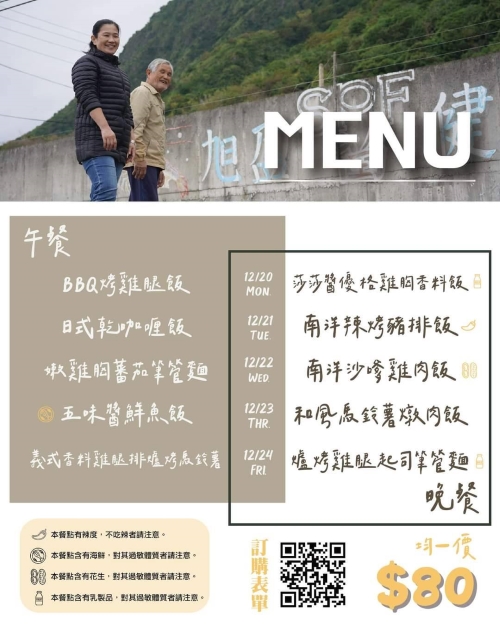 SOF
旭
健
MENU
午餐
BBQ烤雞腿飯
12/20
MON.
莎莎醬優格雞胸香料飯
日式乾咖喱飯
12/21
TUE.
南洋辣烤豬排飯
嫩雞胸蕃茄筆管麵
12/22
WED.
南洋沙嗲雞肉飯
五味醬鮮魚飯
12/23
THR.
和風馬鈴薯燉肉飯
義式香料雞腿排爐烤馬鈴薯
12/24
FRI.
爐烤雞腿起司筆管麵
晚餐
本餐點有辣度，不吃辣者請注意。
本餐點含有海鮮，對其過敏體質者請注意。
本餐點含有花生，對其過敏體質者請注意。
本餐點含有乳製品，對其過敏體質者請注意。
訂購表單
均一價
$80